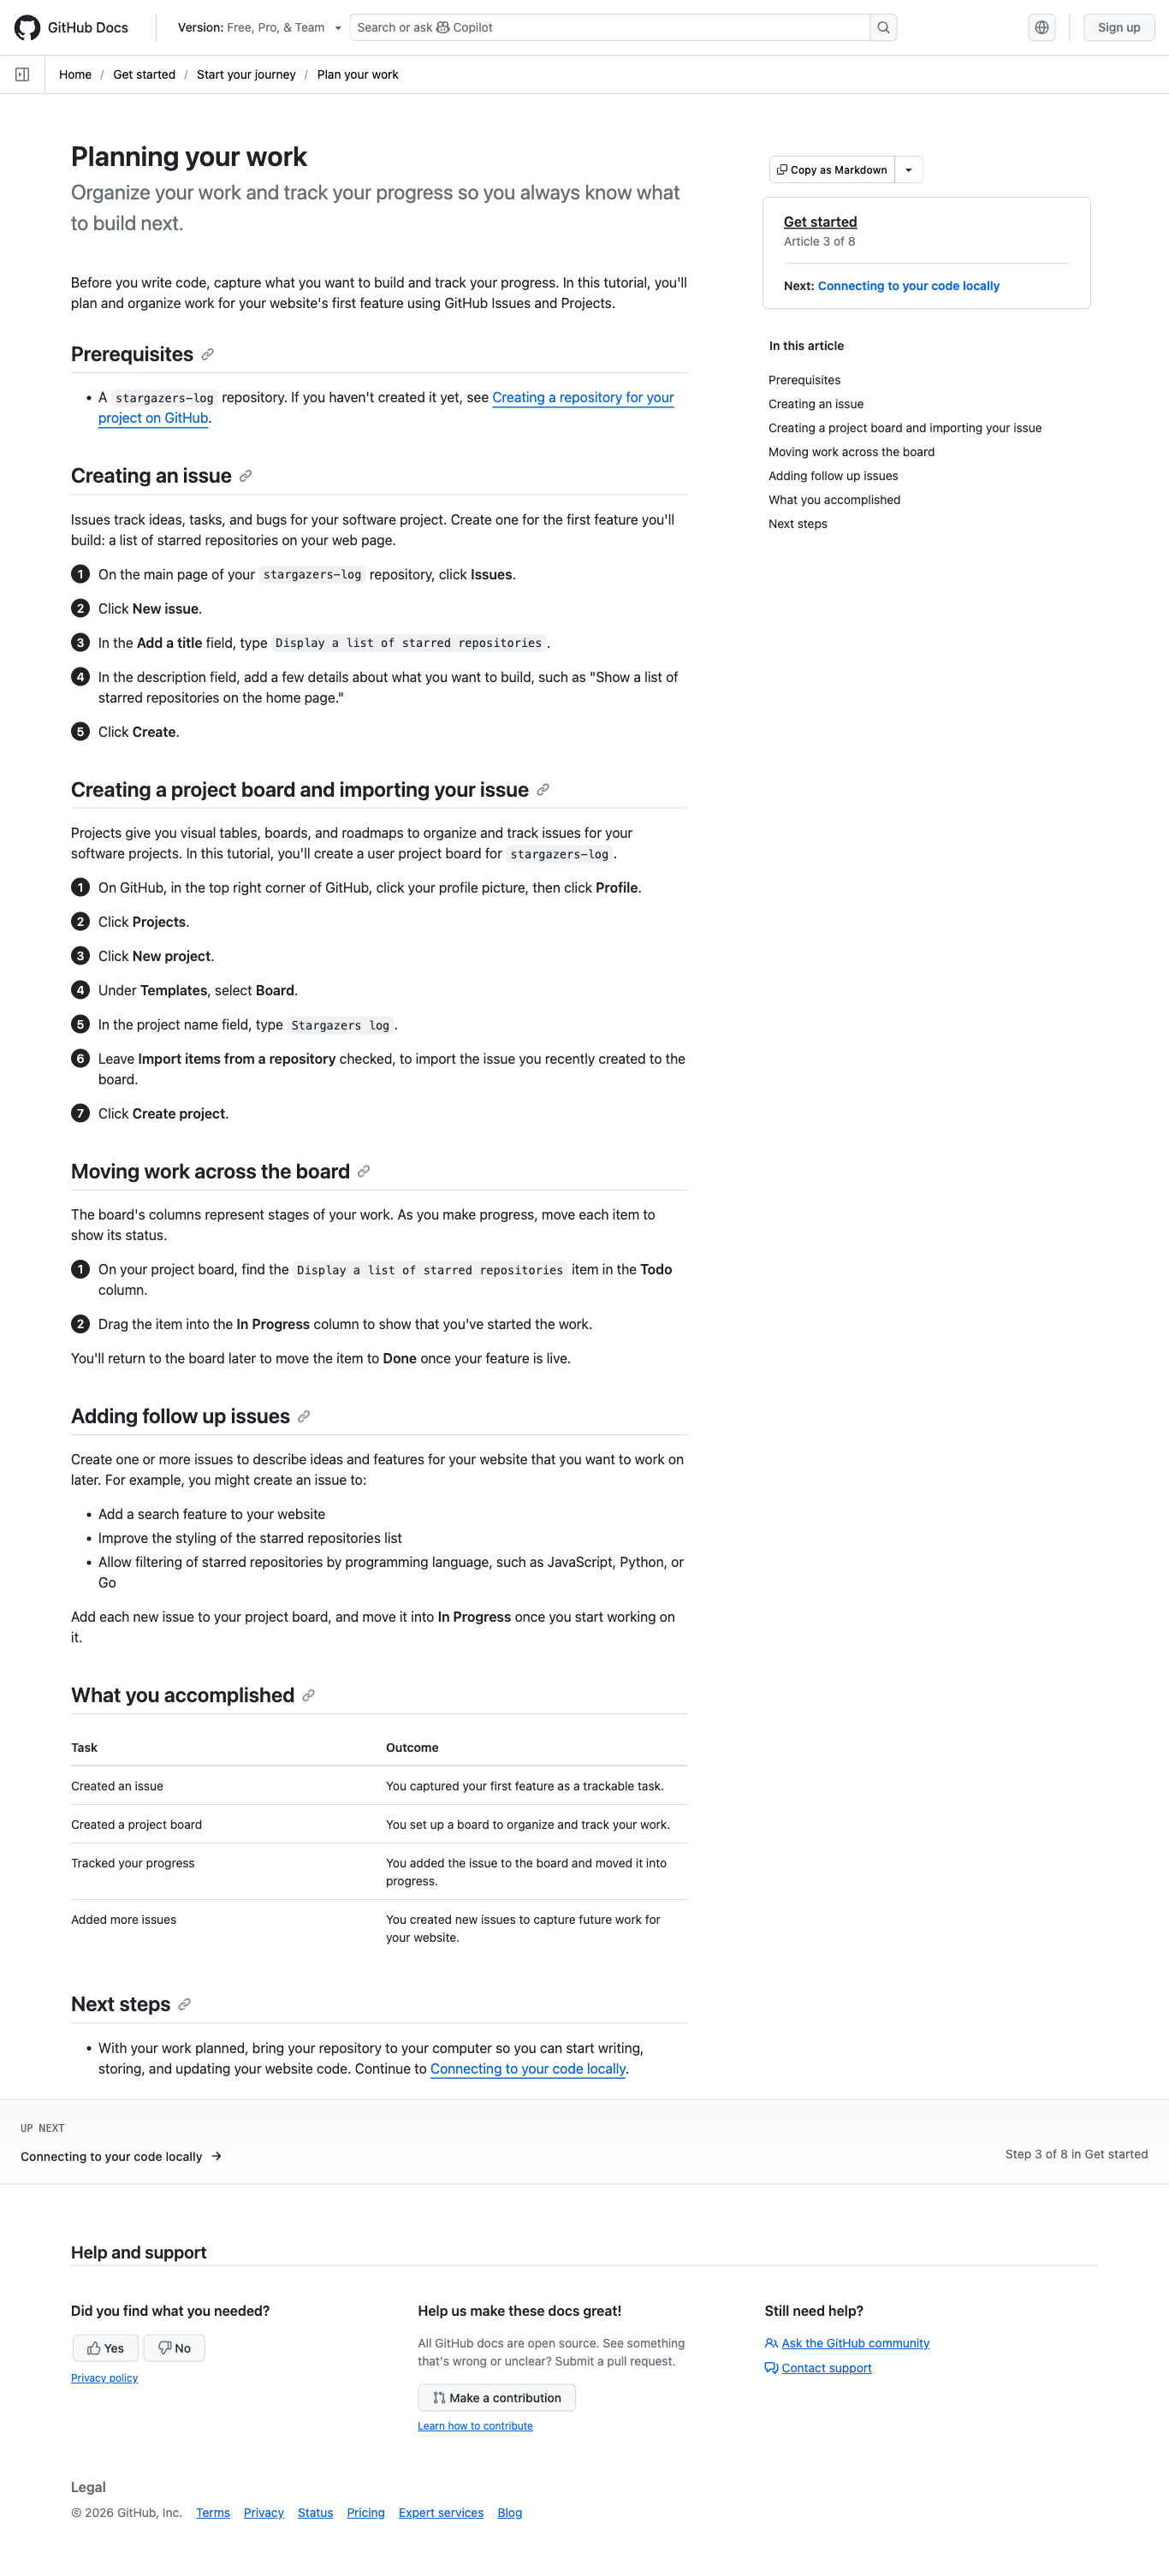 GitHub Docs
Version: Free, Pro, & Team
Search or ask Copilot
Sign up
Home / Get started / Start your journey / Plan your work
Planning your work
Organize your work and track your progress so you always know what
to build next.
Before you write code, capture what you want to build and track your progress. In this tutorial, you'll
plan and organize work for your website's first feature using GitHub Issues and Projects.
Prerequisites
• A stargazers-log repository. If you haven't created it yet, see Creating a repository for your
project on GitHub.
Creating an issue
Issues track ideas, tasks, and bugs for your software project. Create one for the first feature you'll
build: a list of starred repositories on your web page.
1 On the main page of your stargazers-log repository, click Issues.
2 Click New issue.
3 In the Add a title field, type Display a list of starred repositories.
4 In the description field, add a few details about what you want to build, such as "Show a list of
starred repositories on the home page."
5 Click Create.
Creating a project board and importing your issue
Projects give you visual tables, boards, and roadmaps to organize and track issues for your
software projects. In this tutorial, you'll create a user project board for stargazers-log.
1 On GitHub, in the top right corner of GitHub, click your profile picture, then click Profile.
2 Click Projects.
3 Click New project.
4 Under Templates, select Board.
5 In the project name field, type Stargazers log.
6 Leave Import items from a repository checked, to import the issue you recently created to the
board.
7 Click Create project.
Moving work across the board
The board's columns represent stages of your work. As you make progress, move each item to
show its status.
1 On your project board, find the Display a list of starred repositories item in the Todo
column.
2 Drag the item into the In Progress column to show that you've started the work.
You'll return to the board later to move the item to Done once your feature is live.
Adding follow up issues
Create one or more issues to describe ideas and features for your website that you want to work on
later. For example, you might create an issue to:
• Add a search feature to your website
• Improve the styling of the starred repositories list
• Allow filtering of starred repositories by programming language, such as JavaScript, Python, or
Go
Add each new issue to your project board, and move it into In Progress once you start working on
it.
What you accomplished
Task Outcome
Created an issue You captured your first feature as a trackable task.
Created a project board You set up a board to organize and track your work.
Tracked your progress You added the issue to the board and moved it into
progress.
Added more issues You created new issues to capture future work for
your website.
Next steps
• With your work planned, bring your repository to your computer so you can start writing,
storing, and updating your website code. Continue to Connecting to your code locally.
Copy as Markdown
Get started
Article 3 of 8
Next: Connecting to your code locally
In this article
Prerequisites
Creating an issue
Creating a project board and importing your issue
Moving work across the board
Adding follow up issues
What you accomplished
Next steps
UP NEXT
Connecting to your code locally →
Step 3 of 8 in Get started
Help and support
Did you find what you needed?
Yes No
Privacy policy
Help us make these docs great!
All GitHub docs are open source. See something
that's wrong or unclear? Submit a pull request.
Make a contribution
Learn how to contribute
Still need help?
Ask the GitHub community
Contact support
Legal
© 2026 GitHub, Inc. Terms Privacy Status Pricing Expert services Blog